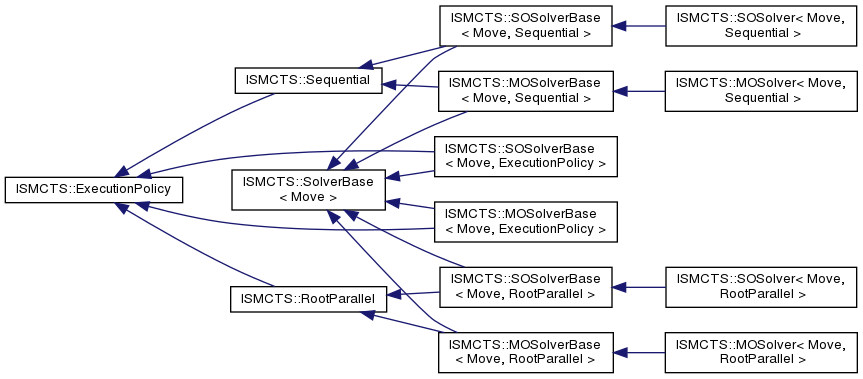 ISMCTS::SOSolverBase
< Move, Sequential >
ISMCTS::SOSolver< Move,
Sequential >
ISMCTS::Sequential
ISMCTS::MOSolverBase
< Move, Sequential >
ISMCTS::MOSolver< Move,
Sequential >
ISMCTS::SOSolverBase
< Move, ExecutionPolicy >
ISMCTS::ExecutionPolicy
ISMCTS::SolverBase
< Move >
ISMCTS::MOSolverBase
< Move, ExecutionPolicy >
ISMCTS::SOSolverBase
< Move, RootParallel >
ISMCTS::SOSolver< Move,
RootParallel >
ISMCTS::RootParallel
ISMCTS::MOSolverBase
< Move, RootParallel >
ISMCTS::MOSolver< Move,
RootParallel >